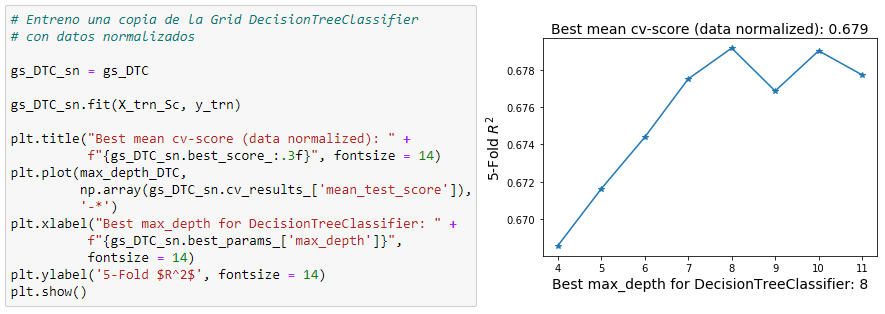 # Entreno una copia de la Grid DecisionTreeClassifier
# con datos normalizados
gs_DTC_sn = gs_DTC
gs_DTC_sn.fit(X_trn_Sc, y_trn)
plt.title("Best mean cv-score (data normalized): " +
f"{gs_DTC_sn.best_score_:.3f}", fontsize = 14)
plt.plot(max_depth_DTC,
np.array(gs_DTC_sn.cv_results_['mean_test_score']),
'-*')
plt.xlabel("Best max_depth for DecisionTreeClassifier: " +
f"{gs_DTC_sn.best_params_['max_depth']}",
fontsize = 14)
plt.ylabel('5-Fold $R^2$', fontsize = 14)
plt.show()
Best mean cv-score (data normalized): 0.679
5-Fold R²
0.678
0.676
0.674
0.672
0.670
4 5 6 7 8 9 10 11
Best max_depth for DecisionTreeClassifier: 8